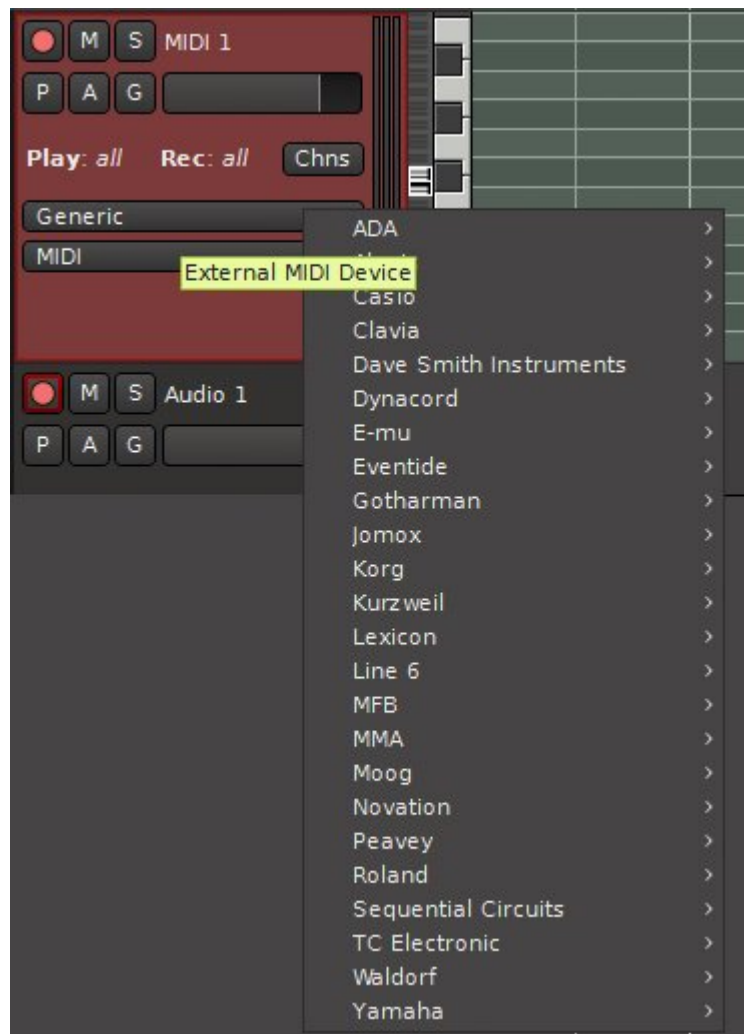 M S MIDI 1
P A G
Play: all Rec: all Chns
Generic
MIDI
External MIDI Device
M S Audio 1
P A G
ADA
Casio
Clavia
Dave Smith Instruments
Dynacord
E-mu
Eventide
Gotharman
Jomox
Korg
Kurzweil
Lexicon
Line 6
MFB
MMA
Moog
Novation
Peavey
Roland
Sequential Circuits
TC Electronic
Waldorf
Yamaha